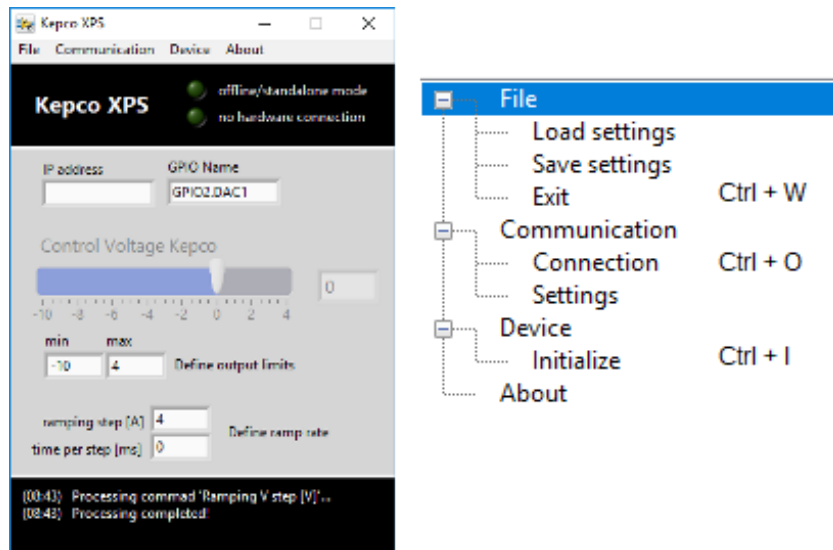 Kepco XPS
File Communication Device About
Kepco XPS
offline/standalone mode
no hardware connection
IP address GPIO Name
GPIO2.DAC1
Control Voltage Kepco
0
-10 -8 -6 -4 -2 0 2 4
min max
-10 4 Define output limits
ramping step [A] 4
Define ramp rate
time per step [ms] 0
(08:43) Processing commad 'Ramping V step [V]'...
(08:43) Processing completed!
File
Load settings
Save settings
Exit Ctrl + W
Communication
Connection Ctrl + O
Settings
Device
Initialize Ctrl + I
About